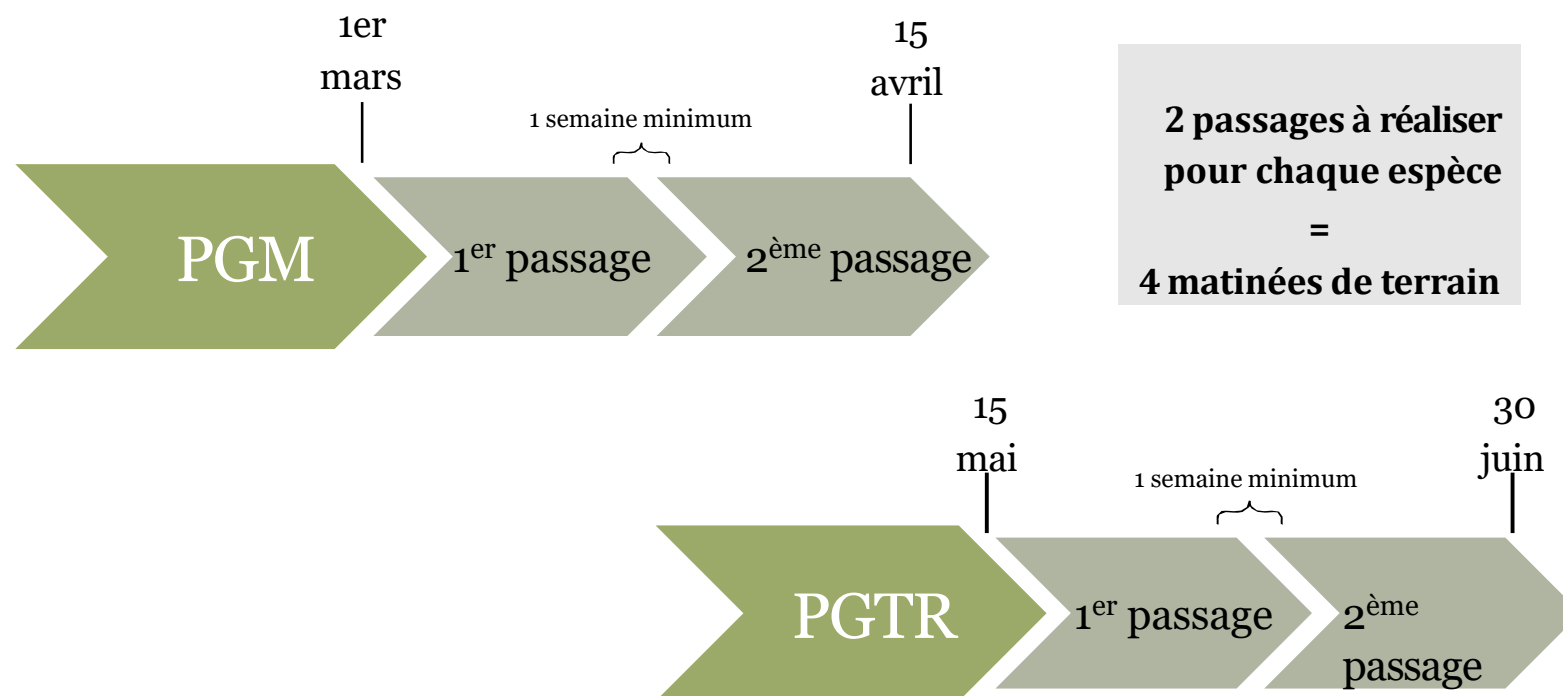 1er
mars
15
avril
1 semaine minimum
PGM
1er passage
2ème passage
2 passages à réaliser
pour chaque espèce
=
4 matinées de terrain
15
mai
30
juin
1 semaine minimum
PGTR
1er passage
2ème
passage